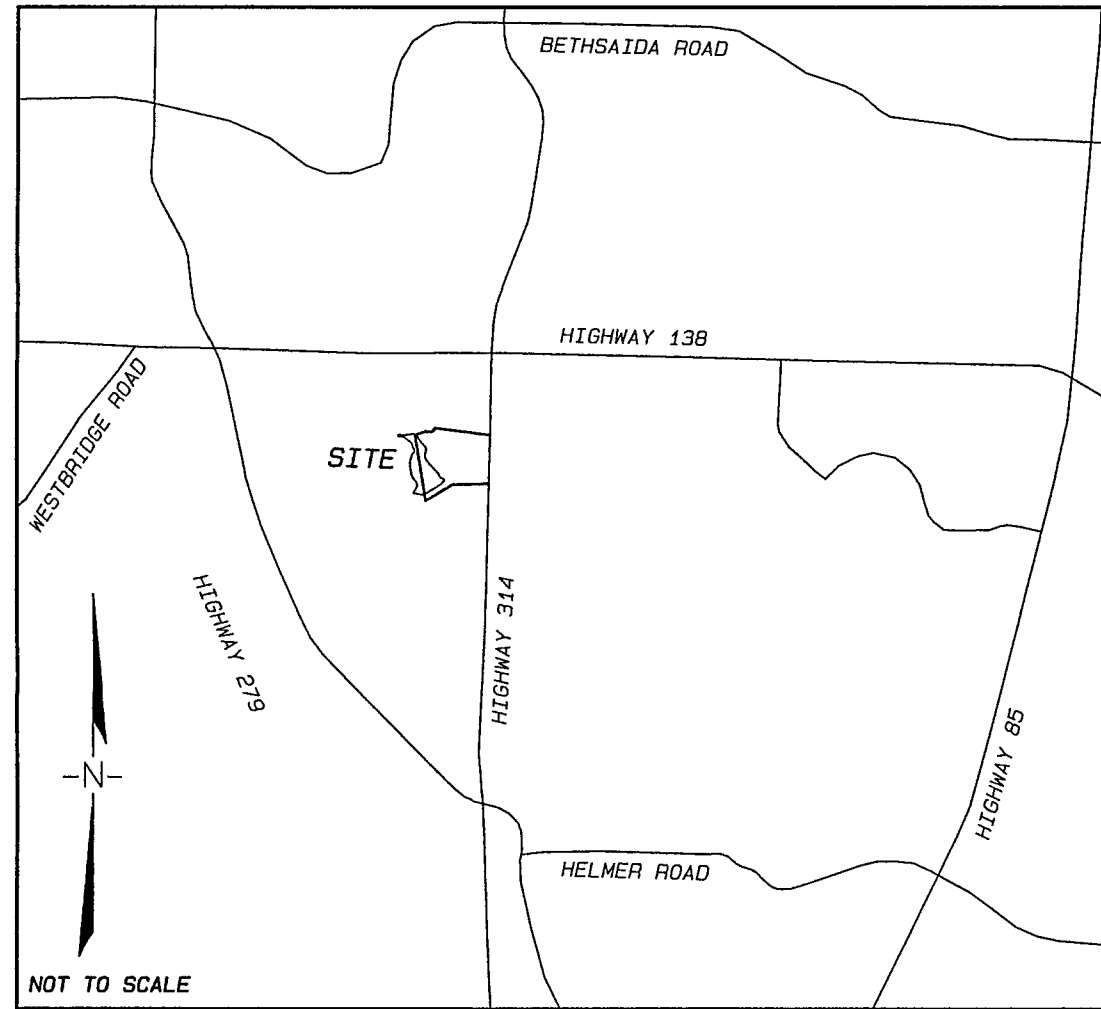 BETHSAIDA ROAD
HIGHWAY 138
WESTBRIDGE ROAD
SITE
HIGHWAY 279
HIGHWAY 314
HIGHWAY 85
-N-
HELMER ROAD
NOT TO SCALE